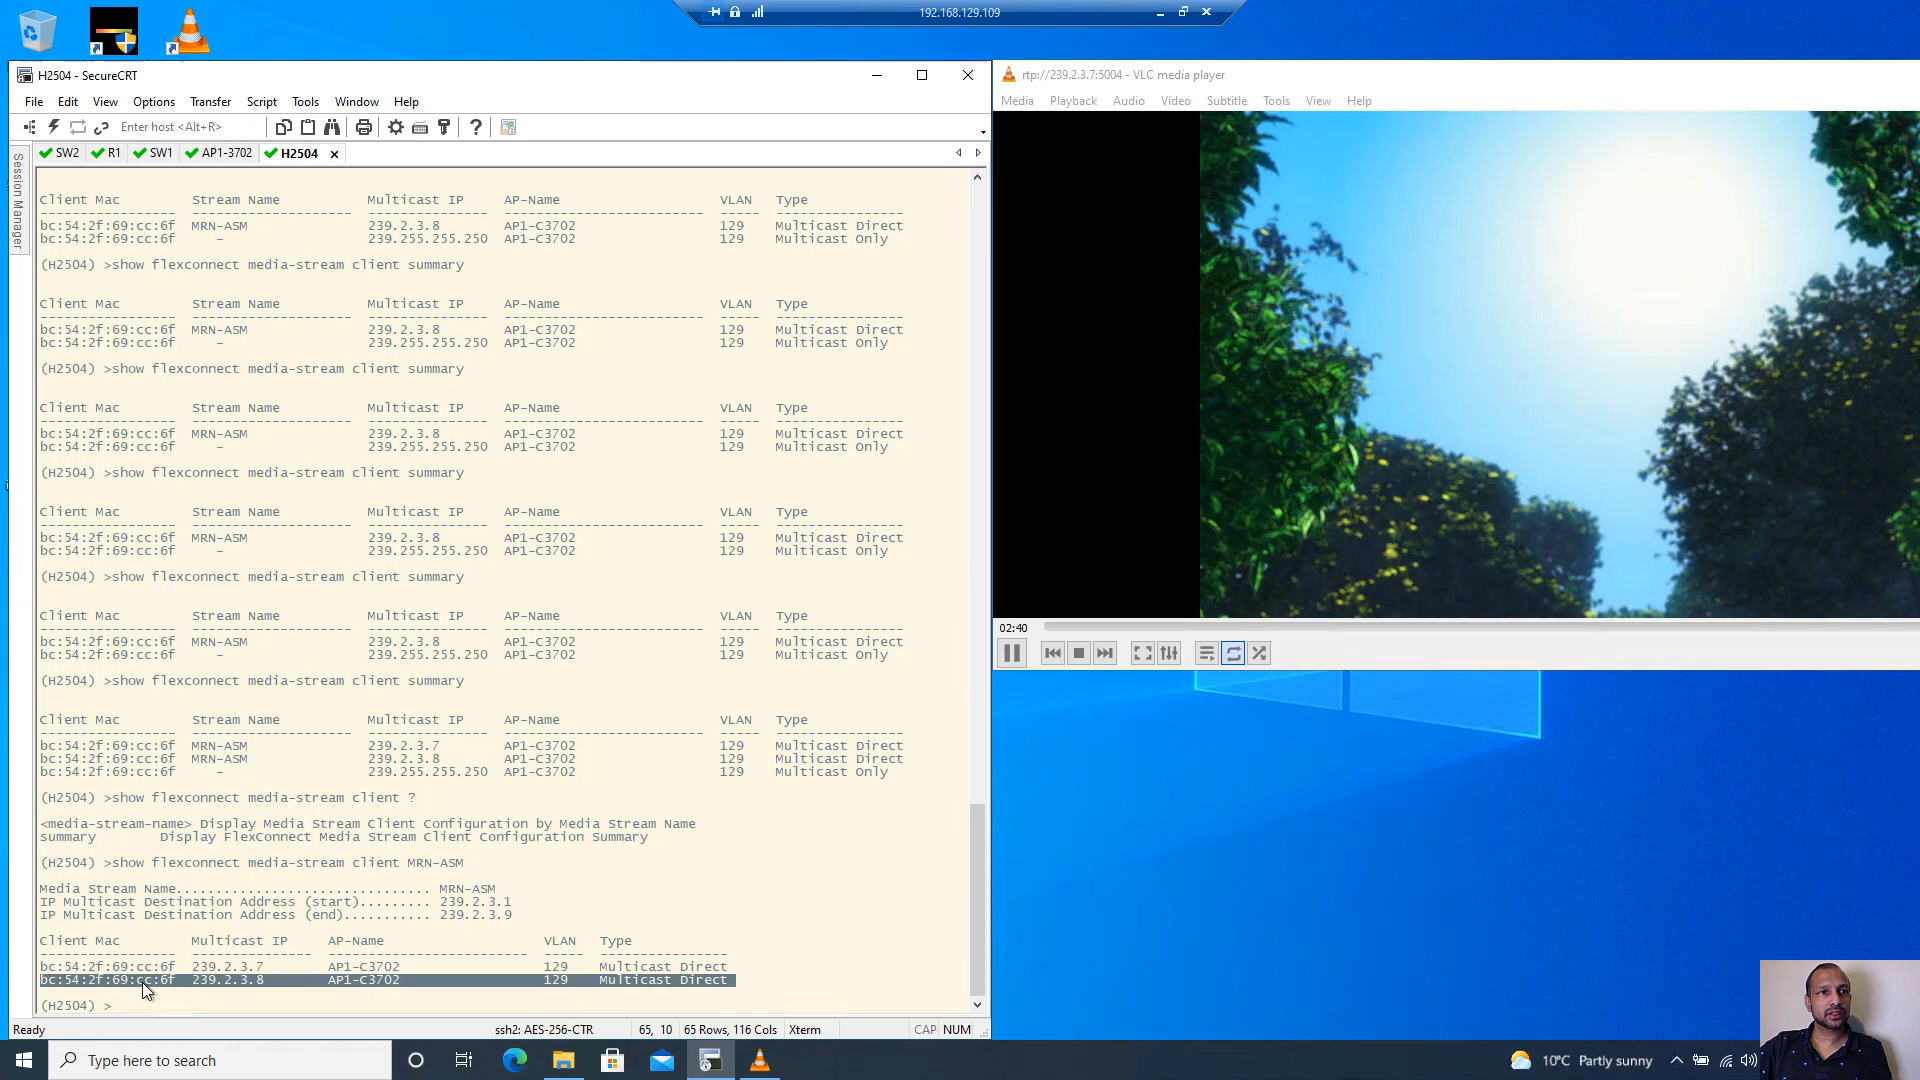 192.168.129.109
H2504 - SecureCRT
File Edit View Options Transfer Script Tools Window Help
Enter host <Alt+R>
SW2 R1 SW1 AP1-3702 H2504
Session Manager
Client Mac Stream Name Multicast IP AP-Name VLAN Type
----------------- -------------------- --------------- ------------------------- ----- ----------------
bc:54:2f:69:cc:6f MRN-ASM 239.2.3.8 AP1-C3702 129 Multicast Direct
bc:54:2f:69:cc:6f - 239.255.255.250 AP1-C3702 129 Multicast Only
(H2504) >show flexconnect media-stream client summary
Client Mac Stream Name Multicast IP AP-Name VLAN Type
----------------- -------------------- --------------- ------------------------- ----- ----------------
bc:54:2f:69:cc:6f MRN-ASM 239.2.3.8 AP1-C3702 129 Multicast Direct
bc:54:2f:69:cc:6f - 239.255.255.250 AP1-C3702 129 Multicast Only
(H2504) >show flexconnect media-stream client summary
Client Mac Stream Name Multicast IP AP-Name VLAN Type
----------------- -------------------- --------------- ------------------------- ----- ----------------
bc:54:2f:69:cc:6f MRN-ASM 239.2.3.8 AP1-C3702 129 Multicast Direct
bc:54:2f:69:cc:6f - 239.255.255.250 AP1-C3702 129 Multicast Only
(H2504) >show flexconnect media-stream client summary
Client Mac Stream Name Multicast IP AP-Name VLAN Type
----------------- -------------------- --------------- ------------------------- ----- ----------------
bc:54:2f:69:cc:6f MRN-ASM 239.2.3.8 AP1-C3702 129 Multicast Direct
bc:54:2f:69:cc:6f - 239.255.255.250 AP1-C3702 129 Multicast Only
(H2504) >show flexconnect media-stream client summary
Client Mac Stream Name Multicast IP AP-Name VLAN Type
----------------- -------------------- --------------- ------------------------- ----- ----------------
bc:54:2f:69:cc:6f MRN-ASM 239.2.3.8 AP1-C3702 129 Multicast Direct
bc:54:2f:69:cc:6f - 239.255.255.250 AP1-C3702 129 Multicast Only
(H2504) >show flexconnect media-stream client summary
Client Mac Stream Name Multicast IP AP-Name VLAN Type
----------------- -------------------- --------------- ------------------------- ----- ----------------
bc:54:2f:69:cc:6f MRN-ASM 239.2.3.7 AP1-C3702 129 Multicast Direct
bc:54:2f:69:cc:6f MRN-ASM 239.2.3.8 AP1-C3702 129 Multicast Direct
bc:54:2f:69:cc:6f - 239.255.255.250 AP1-C3702 129 Multicast Only
(H2504) >show flexconnect media-stream client ?
<media-stream-name> Display Media Stream Client Configuration by Media Stream Name
summary Display FlexConnect Media Stream Client Configuration Summary
(H2504) >show flexconnect media-stream client MRN-ASM
Media Stream Name................................ MRN-ASM
IP Multicast Destination Address (start)......... 239.2.3.1
IP Multicast Destination Address (end)........... 239.2.3.9
Client Mac Multicast IP AP-Name VLAN Type
----------------- --------------- ------------------------- ----- ----------------
bc:54:2f:69:cc:6f 239.2.3.7 AP1-C3702 129 Multicast Direct
bc:54:2f:69:cc:6f 239.2.3.8 AP1-C3702 129 Multicast Direct
(H2504) >
Ready ssh2: AES-256-CTR 65, 10 65 Rows, 116 Cols Xterm CAP NUM
rtp://239.2.3.7:5004 - VLC media player
Media Playback Audio Video Subtitle Tools View Help
02:40
Type here to search
10°C Partly sunny